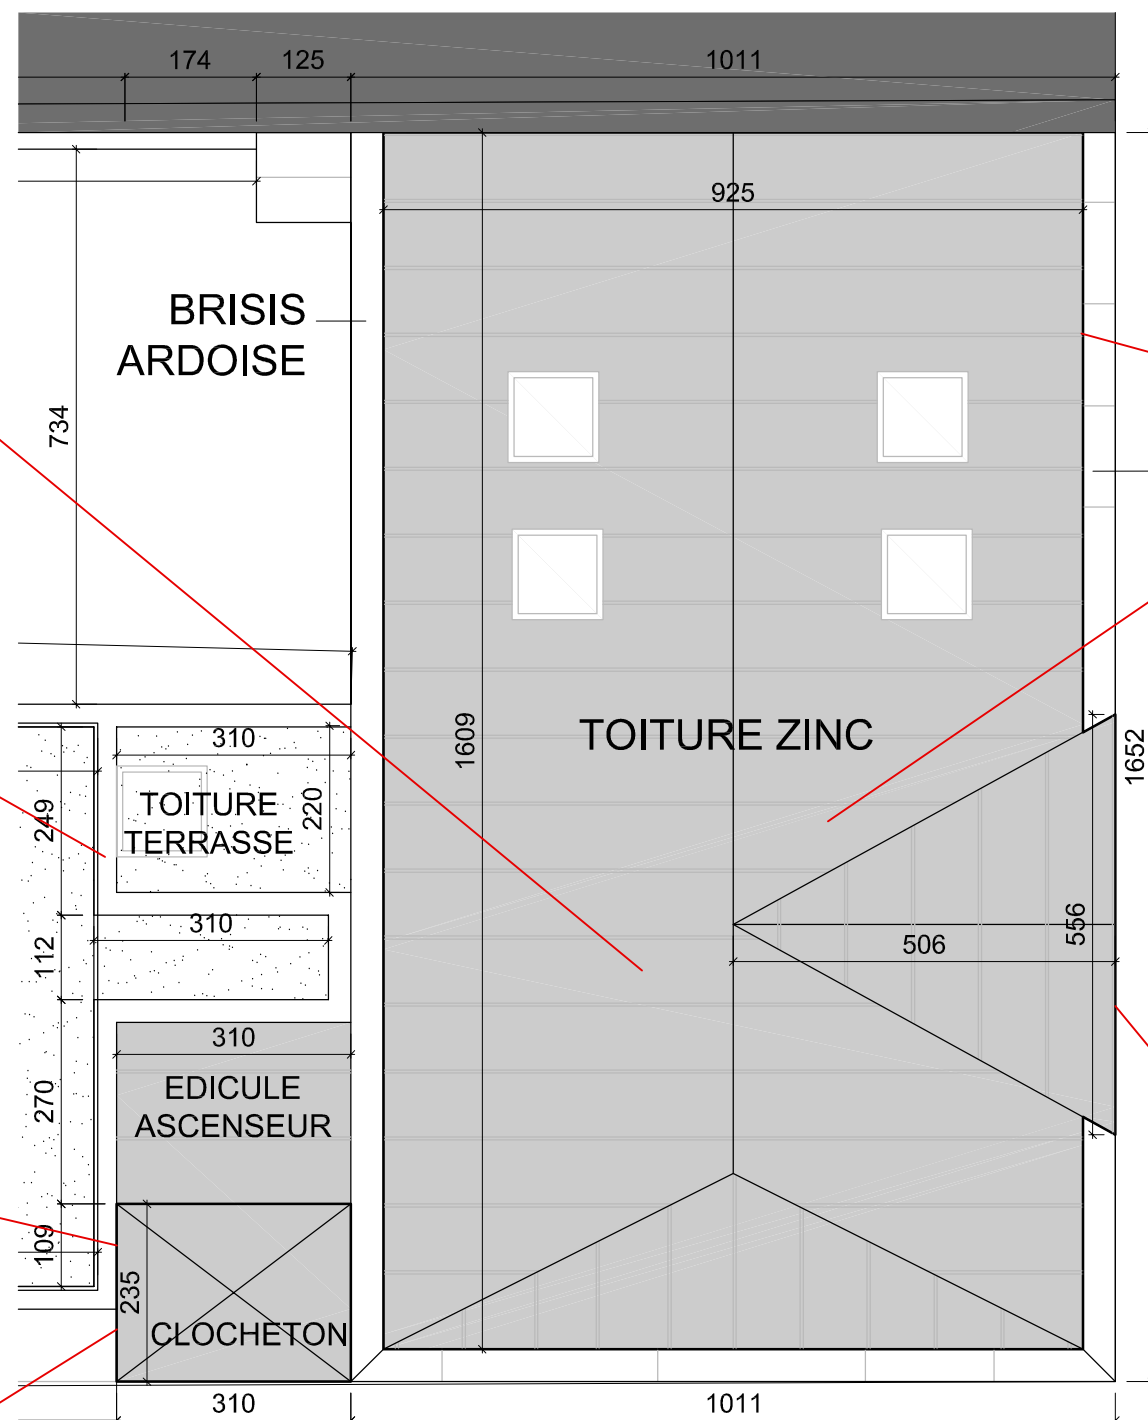 174
125
1011
925
BRISIS
ARDOISE
734
1609
TOITURE ZINC
1652
310
249
TOITURE
TERRASSE
220
310
112
506
556
310
270
EDICULE
ASCENSEUR
109
235
CLOCHETON
310
1011